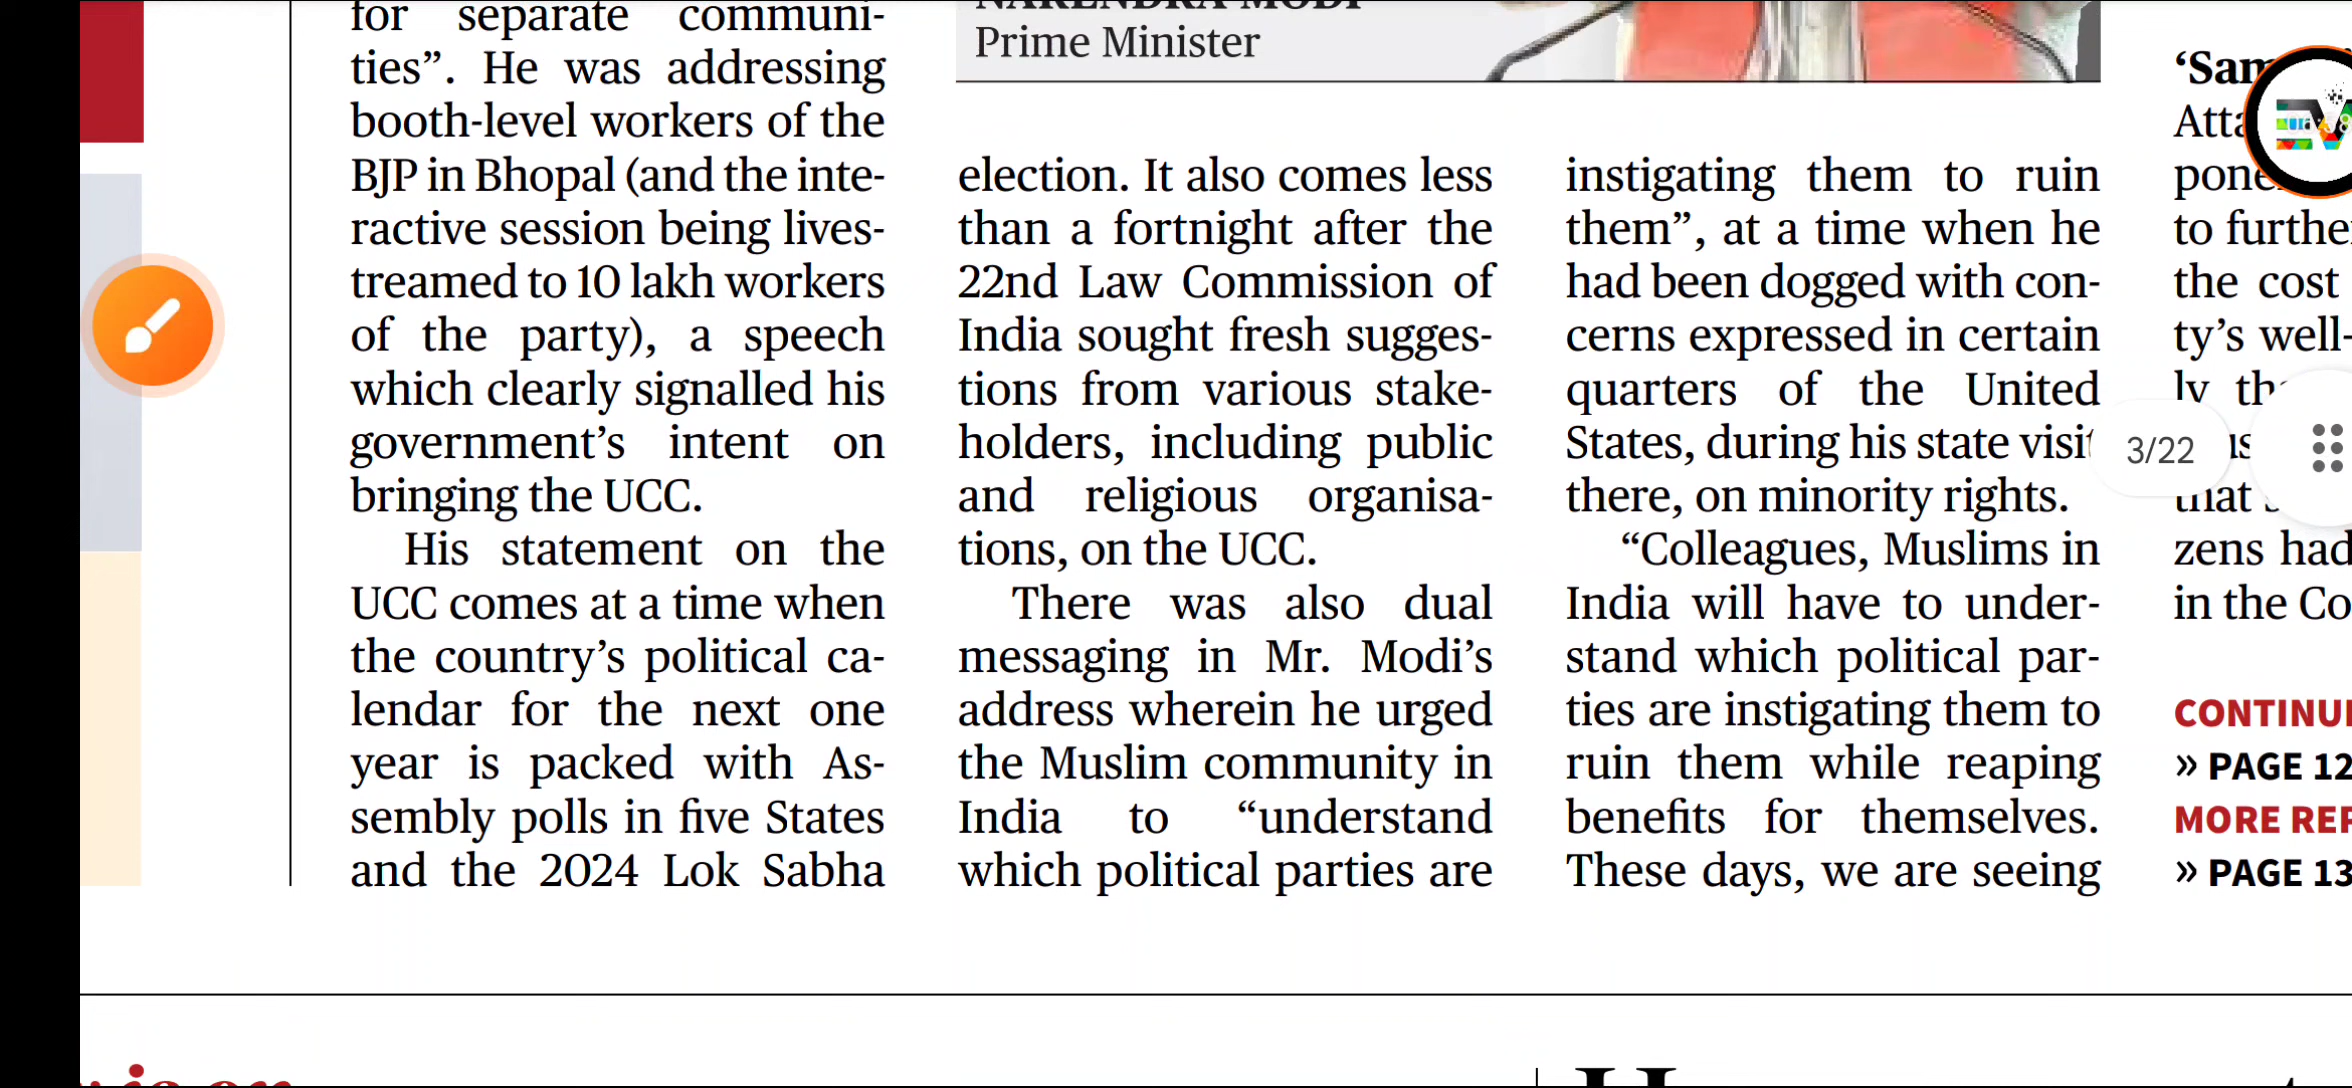 for separate communi-
ties”. He was addressing
booth-level workers of the
BJP in Bhopal (and the inte-
ractive session being lives-
treamed to 10 lakh workers
of the party), a speech
which clearly signalled his
government’s intent on
bringing the UCC.
His statement on the
UCC comes at a time when
the country’s political ca-
lendar for the next one
year is packed with As-
sembly polls in five States
and the 2024 Lok Sabha
NARENDRA MODI
Prime Minister
election. It also comes less
than a fortnight after the
22nd Law Commission of
India sought fresh sugges-
tions from various stake-
holders, including public
and religious organisa-
tions, on the UCC.
There was also dual
messaging in Mr. Modi’s
address wherein he urged
the Muslim community in
India to “understand
which political parties are
instigating them to ruin
them”, at a time when he
had been dogged with con-
cerns expressed in certain
quarters of the United
States, during his state visit
there, on minority rights.
“Colleagues, Muslims in
India will have to under-
stand which political par-
ties are instigating them to
ruin them while reaping
benefits for themselves.
These days, we are seeing
to
the cost
ty’s well-
that
zens had
in the
» PAGE 12
MORE
» PAGE 13
3/22